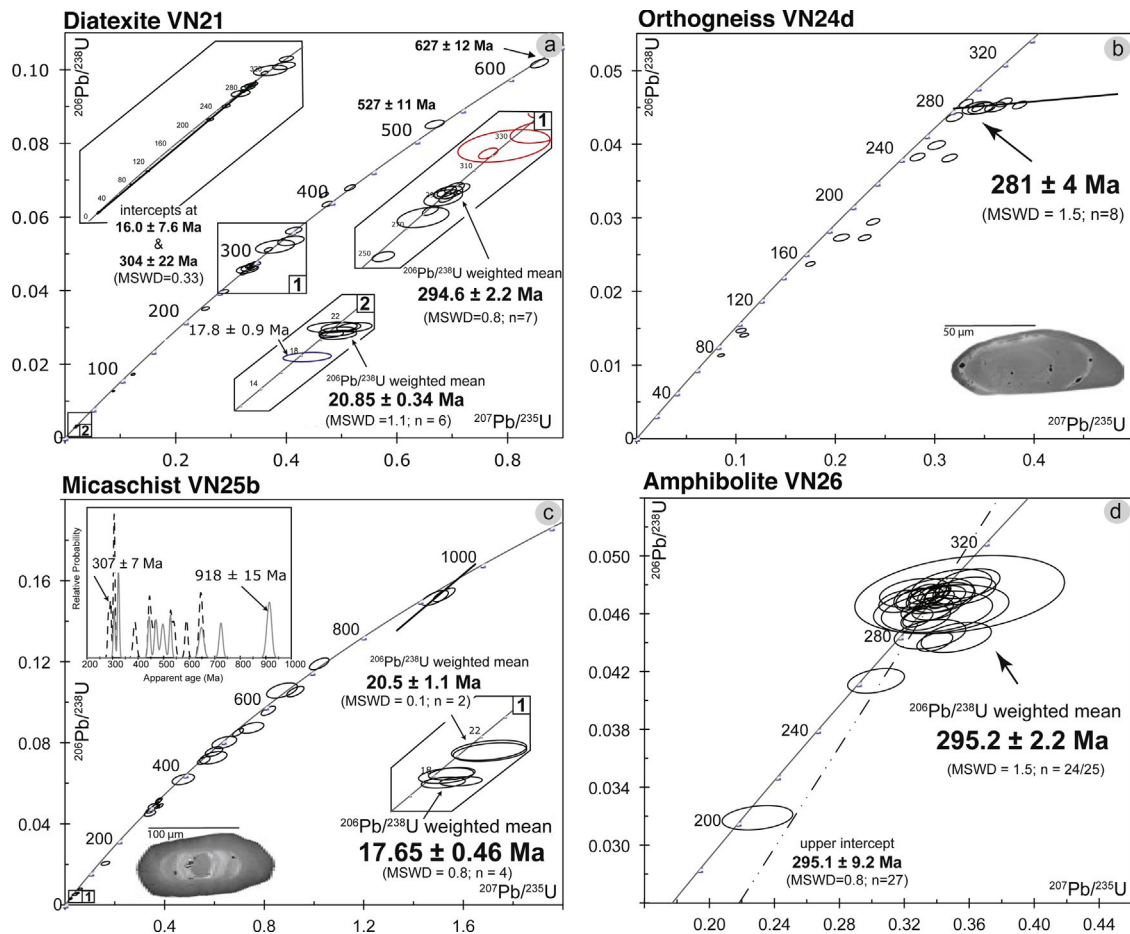 Diatexite VN21
a
206Pb/238U
0.10
0.08
0.06
0.04
0.02
0
0.2
0.4
0.6
0.8
207Pb/235U
100
200
300
400
500
600
627 ± 12 Ma
527 ± 11 Ma
0
40
80
120
160
200
240
280
320
intercepts at
16.0 ± 7.6 Ma
&
304 ± 22 Ma
(MSWD=0.33)
1
1
250
270
310
330
206Pb/238U weighted mean
294.6 ± 2.2 Ma
(MSWD=0.8; n=7)
2
2
14
18
22
17.8 ± 0.9 Ma
206Pb/238U weighted mean
20.85 ± 0.34 Ma
(MSWD=1.1; n = 6)
Orthogneiss VN24d
b
206Pb/238U
0.05
0.04
0.03
0.02
0.01
0
0.1
0.2
0.3
0.4
207Pb/235U
40
80
120
160
200
240
280
320
281 ± 4 Ma
(MSWD = 1.5; n=8)
50 µm
Micaschist VN25b
c
206Pb/238U
0.16
0.12
0.08
0.04
0
0.4
0.8
1.2
1.6
207Pb/235U
200
400
600
800
1000
Relative Probability
307 ± 7 Ma
918 ± 15 Ma
200 300 400 500 600 700 800 900 1000
Apparent age (Ma)
206Pb/238U weighted mean
20.5 ± 1.1 Ma
(MSWD = 0.1; n = 2)
1
1
18
22
206Pb/238U weighted mean
17.65 ± 0.46 Ma
(MSWD = 0.8; n = 4)
100 µm
Amphibolite VN26
d
206Pb/238U
0.050
0.046
0.042
0.038
0.034
0.030
0.20
0.24
0.28
0.32
0.36
0.40
0.44
207Pb/235U
200
240
280
320
206Pb/238U weighted mean
295.2 ± 2.2 Ma
(MSWD = 1.5; n = 24/25)
upper intercept
295.1 ± 9.2 Ma
(MSWD=0.8; n=27)